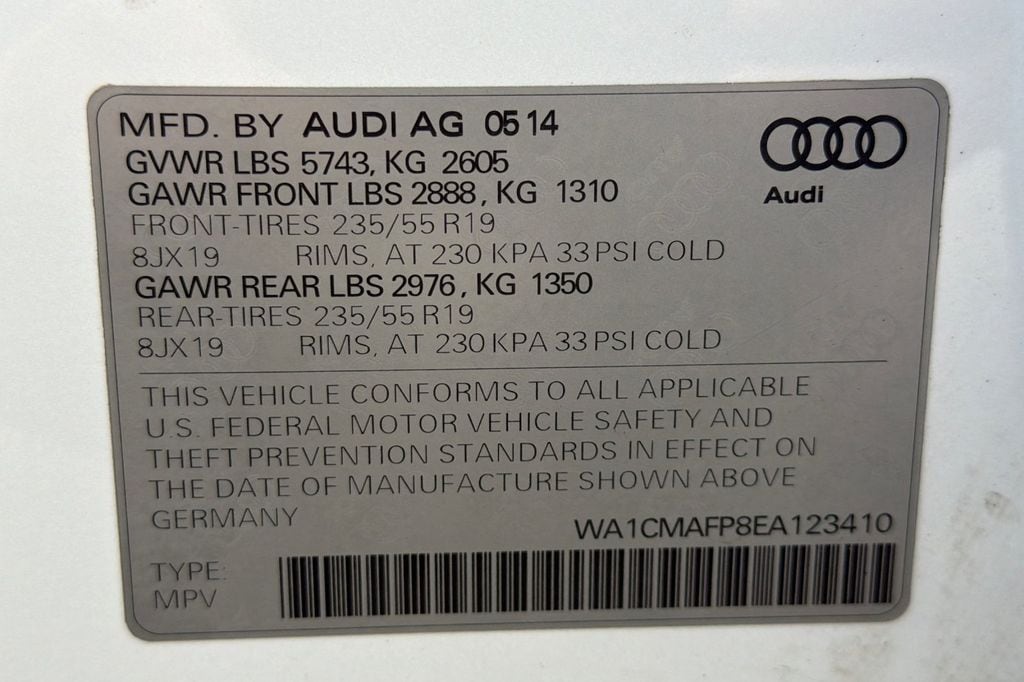 MFD. BY AUDI AG 0514
GVWR LBS 5743, KG 2605
GAWR FRONT LBS 2888, KG 1310
FRONT-TIRES 235/55 R19
8JX19 RIMS, AT 230 KPA 33 PSI COLD
GAWR REAR LBS 2976, KG 1350
REAR-TIRES 235/55 R19
8JX19 RIMS, AT 230 KPA 33 PSI COLD
Audi
THIS VEHICLE CONFORMS TO ALL APPLICABLE
U.S. FEDERAL MOTOR VEHICLE SAFETY AND
THEFT PREVENTION STANDARDS IN EFFECT ON
THE DATE OF MANUFACTURE SHOWN ABOVE
GERMANY
WA1CMAFP8EA123410
TYPE:
MPV